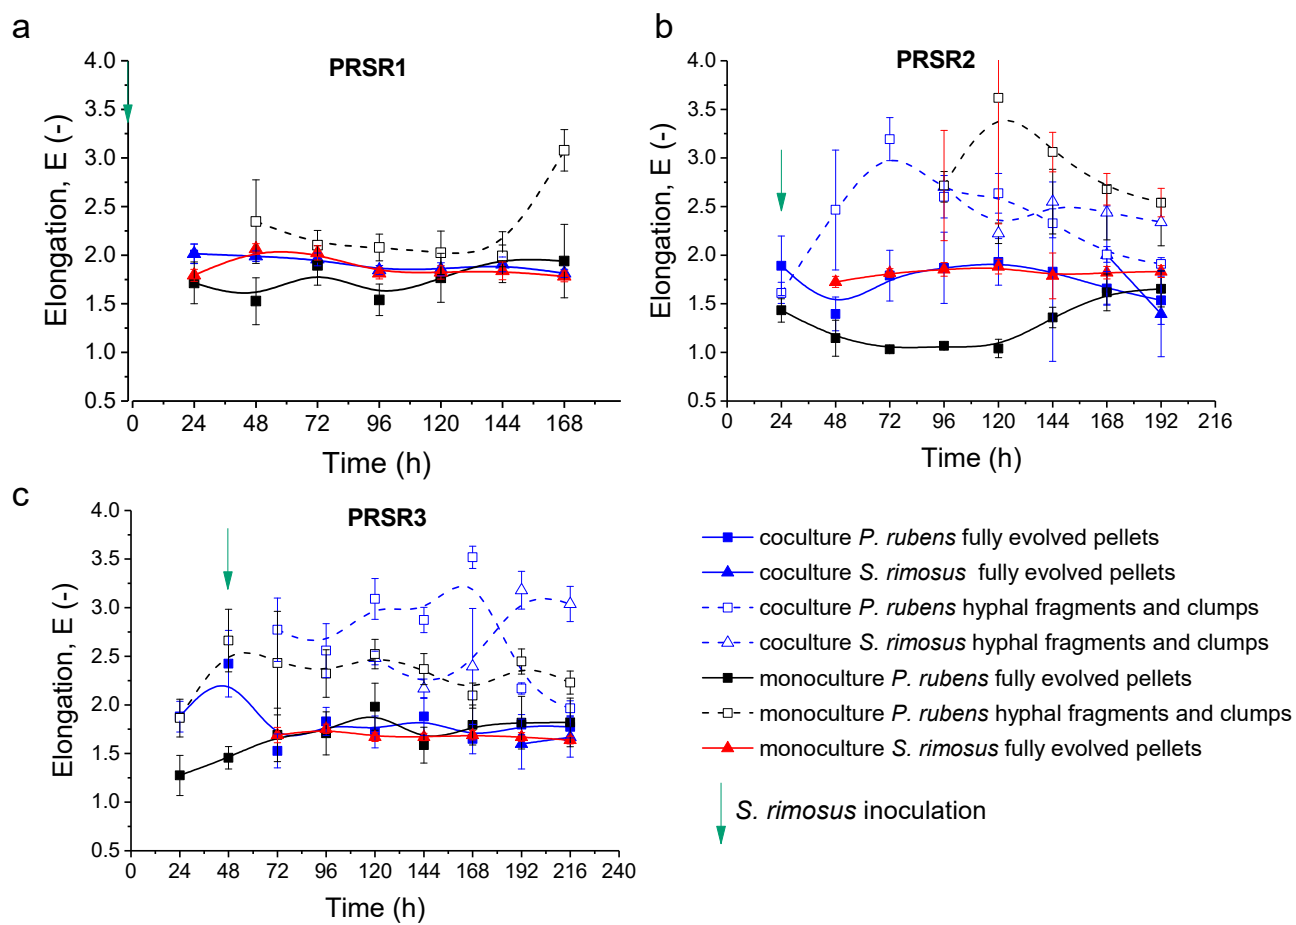 a
PRSR1
4.0
3.5
3.0
2.5
2.0
1.5
1.0
0.5
Elongation, E (-)
0 24 48 72 96 120 144 168
Time (h)
b
PRSR2
4.0
3.5
3.0
2.5
2.0
1.5
1.0
0.5
Elongation, E (-)
0 24 48 72 96 120 144 168 192 216
Time (h)
c
PRSR3
4.0
3.5
3.0
2.5
2.0
1.5
1.0
0.5
Elongation, E (-)
0 24 48 72 96 120 144 168 192 216 240
Time (h)
coculture P. rubens fully evolved pellets
coculture S. rimosus fully evolved pellets
coculture P. rubens hyphal fragments and clumps
coculture S. rimosus hyphal fragments and clumps
monoculture P. rubens fully evolved pellets
monoculture P. rubens hyphal fragments and clumps
monoculture S. rimosus fully evolved pellets
S. rimosus inoculation